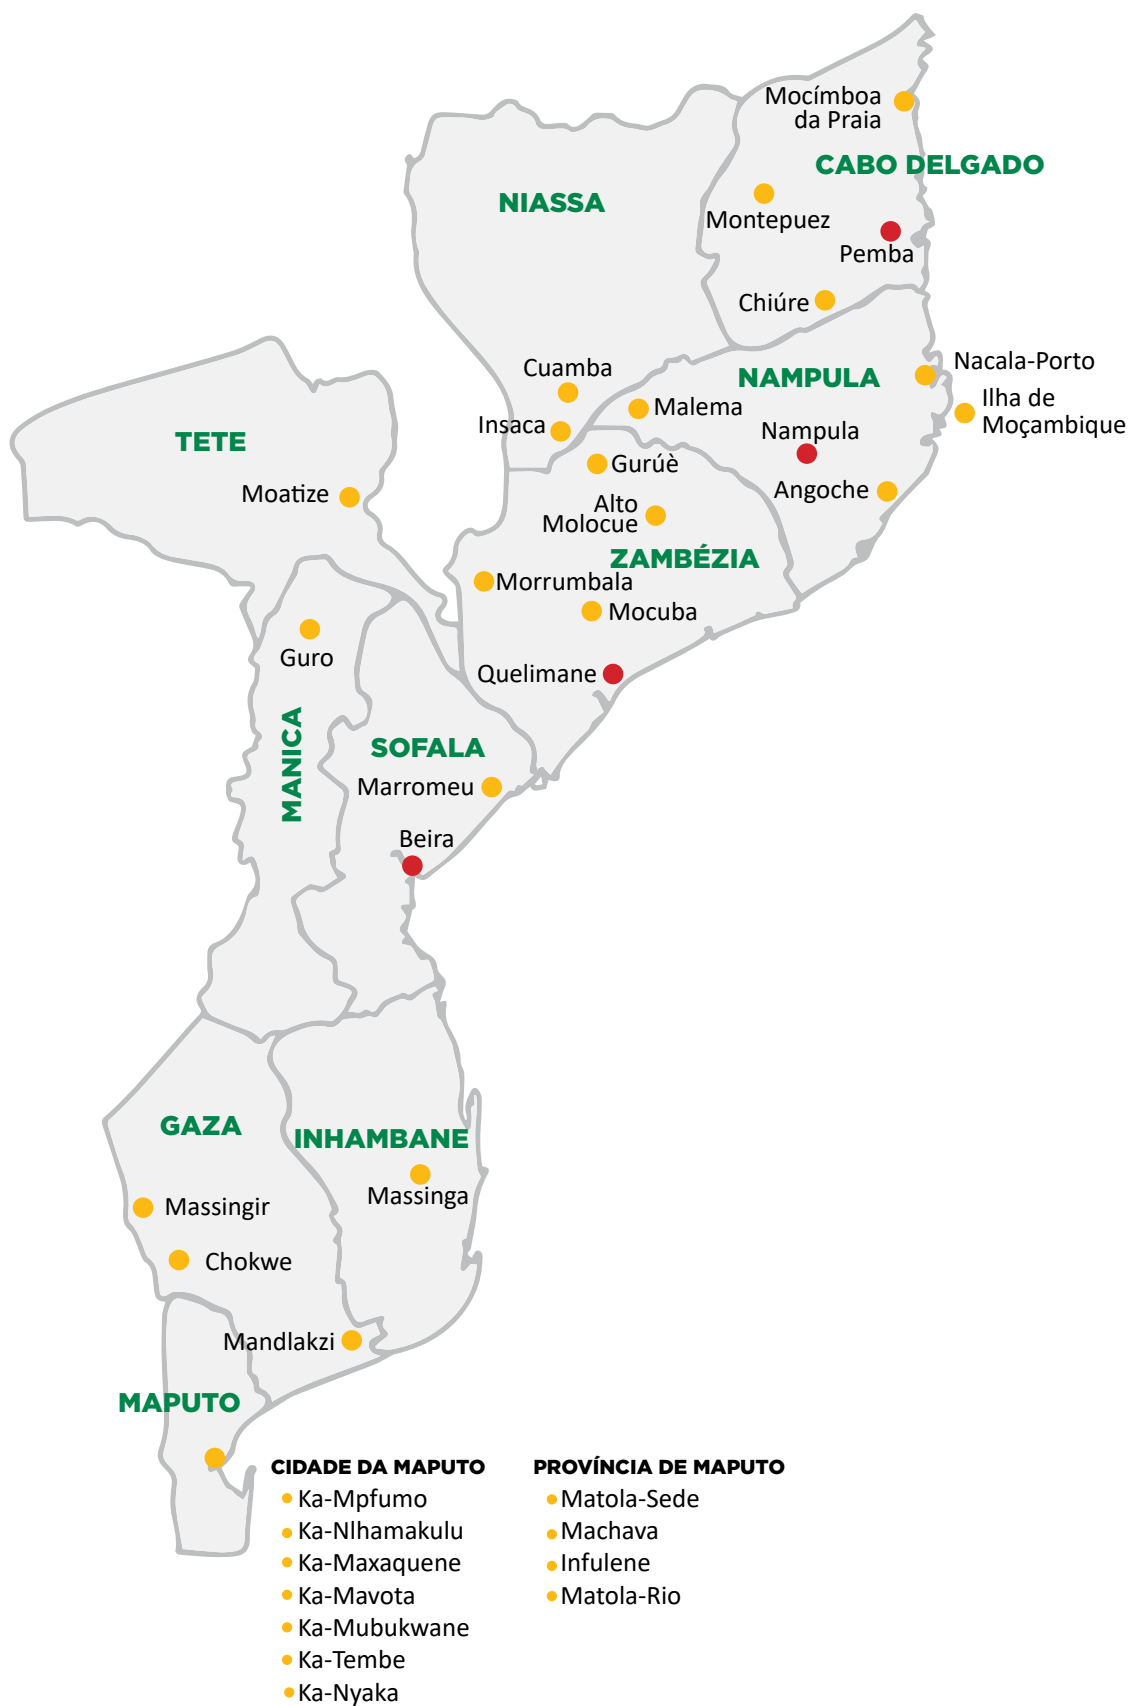 Mocímboa
da Praia
CABO DELGADO
NIASSA
Montepuez
Pemba
Chiúre
Nacala-Porto
Cuamba
NAMPULA
Ilha de
Moçambique
Malema
Insaca
Nampula
TETE
Gurúè
Angoche
Moatize
Alto
Molocue
ZAMBÉZIA
Morrumbala
Mocuba
Guro
Quelimane
MANICA
SOFALA
Marromeu
Beira
GAZA
INHAMBANE
Massinga
Massingir
Chokwe
Mandlakzi
MAPUTO
CIDADE DA MAPUTO
Ka-Mpfumo
Ka-Nlhamakulu
Ka-Maxaquene
Ka-Mavota
Ka-Mubukwane
Ka-Tembe
Ka-Nyaka
PROVÍNCIA DE MAPUTO
Matola-Sede
Machava
Infulene
Matola-Rio